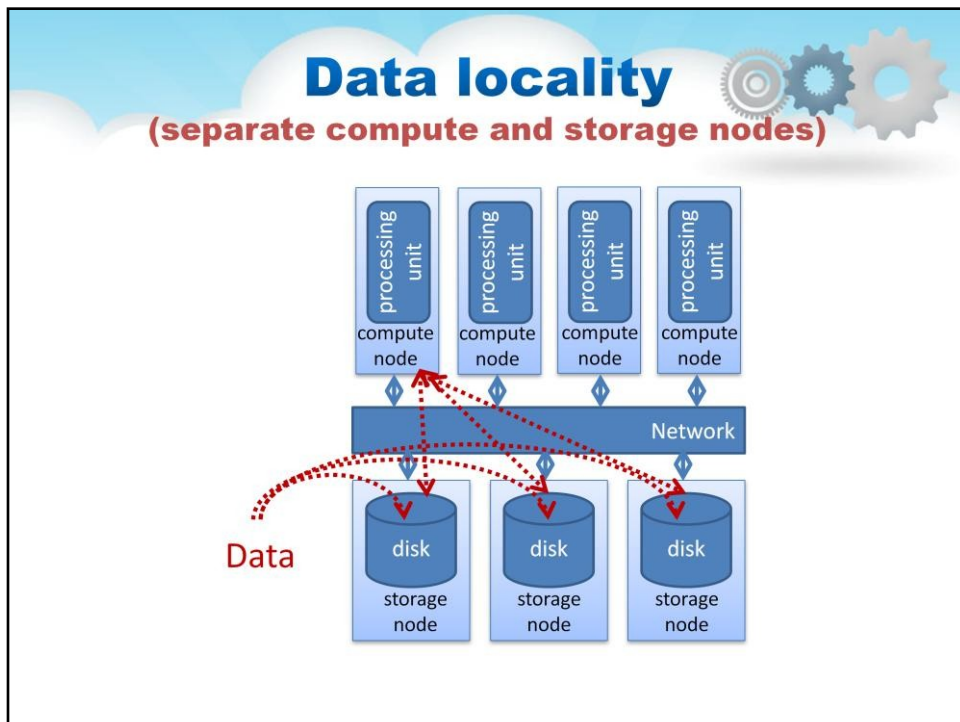 Data locality
(separate compute and storage nodes)
processing
unit
compute
node
processing
unit
compute
node
processing
unit
compute
node
processing
unit
compute
node
Network
Data
disk
storage
node
disk
storage
node
disk
storage
node